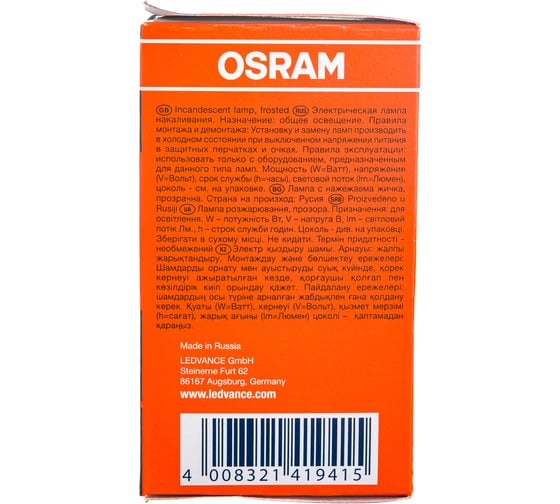 OSRAM
GB Incandescent lamp, frosted RUS Электрическая лампа
накаливания. Назначение: общее освещение. Правила
монтажа и демонтажа: Установку и замену ламп производить
в холодном состоянии при выключенном напряжении питания
в защитных перчатках и очках. Правила эксплуатации:
использовать только с оборудованием, предназначенным
для данного типа ламп. Мощность (W=Ватт), напряжение
(V=Вольт), срок службы (h=часы), световой поток (lm=Люмен),
цоколь - см. на упаковке. BG Лампа с нажежаема жичка,
прозрачна. Страна на произход: Русия SRB Proizvedeno u
Rusiji UA Лампа розжарювання, прозора. Призначення: для
освітлення. W – потужність Вт, V – напруга В, lm – світловий
потік Лм., h – строк служби годин. Цоколь - див. на упаковці.
Зберігати в сухому місці. Не кидати. Термін придатності -
необмежений KZ Электр қыздыру шамы. Арнауы: жалпы
жарықтандыру. Монтаждау және бөлшектеу ережелері:
Шамдарды орнату мен ауыстыруды суық күйінде, қорек
кернеуі ажыратылған кезде, қорғаушы қолғап пен
көзілдірік киіп орындау қажет. Пайдалану ережелері:
шамдардың осы түріне арналған жабдықпен ғана қолдану
керек. Қуаты (W=Ватт), кернеуі (V=Вольт), қызмет мерзімі
(h=сағат), жарық ағыны (lm=Люмен) цоколі – қаптамадан
қараңыз.
Made in Russia
LEDVANCE GmbH
Steinerne Furt 62
86167 Augsburg, Germany
www.ledvance.com
4 008321 419415